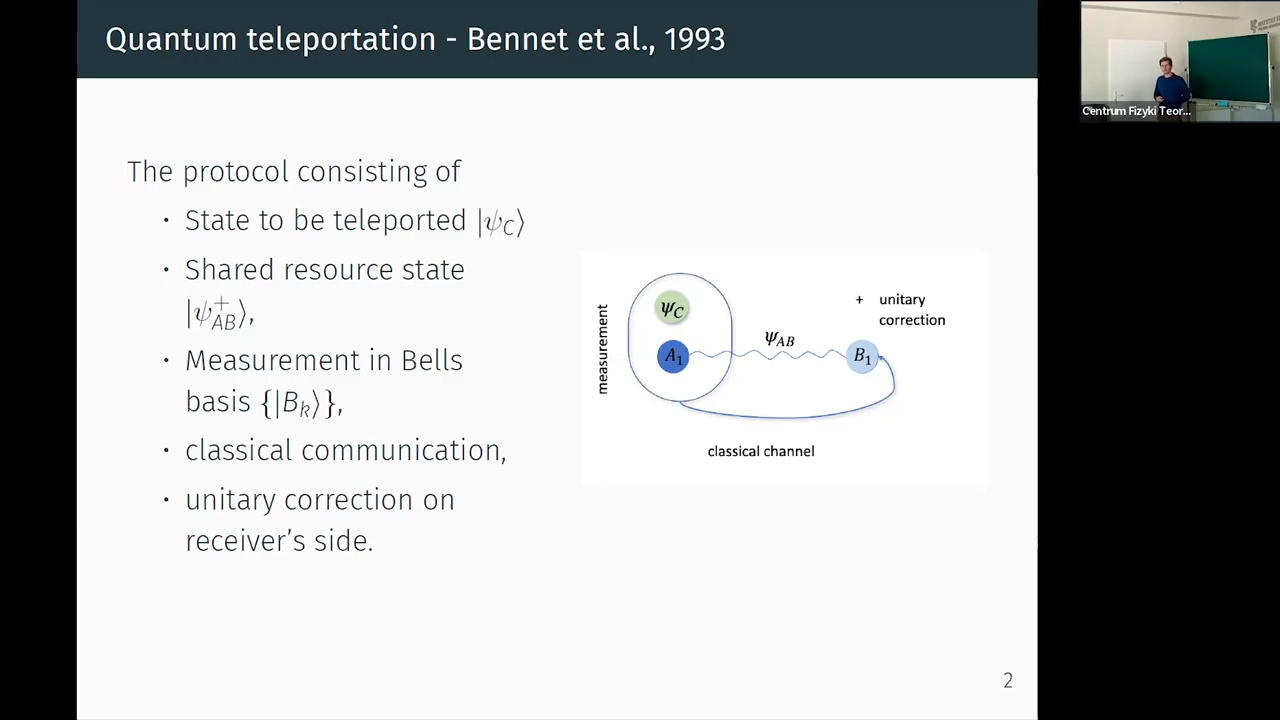 Quantum teleportation - Bennet et al., 1993
Centrum Fizyki Teor...
The protocol consisting of
· State to be teleported |ψ_C⟩
· Shared resource state
|ψ⁺_AB⟩,
· Measurement in Bells
basis {|B_k⟩},
· classical communication,
· unitary correction on
receiver's side.
measurement
ψ_C
A₁
ψ_AB
B₁
+ unitary
correction
classical channel
2